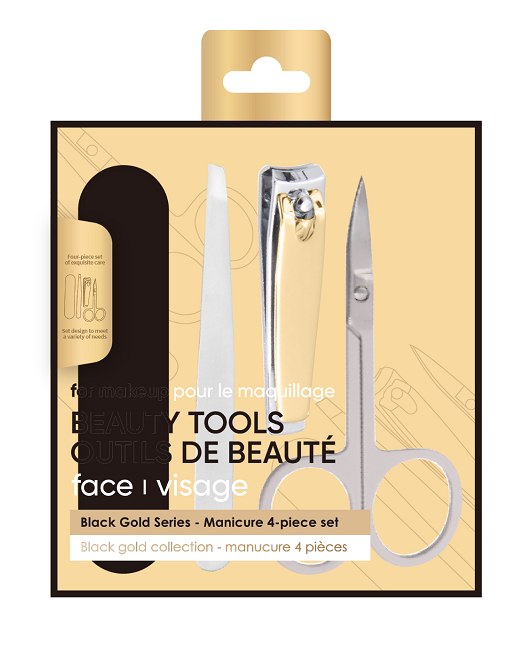 Four-piece set
of exquisite care
Set design to meet
a variety of needs
for makeup pour le maquillage
BEAUTY TOOLS
OUTILS DE BEAUTÉ
face | visage
Black Gold Series - Manicure 4-piece set
Black gold collection - manucure 4 pièces